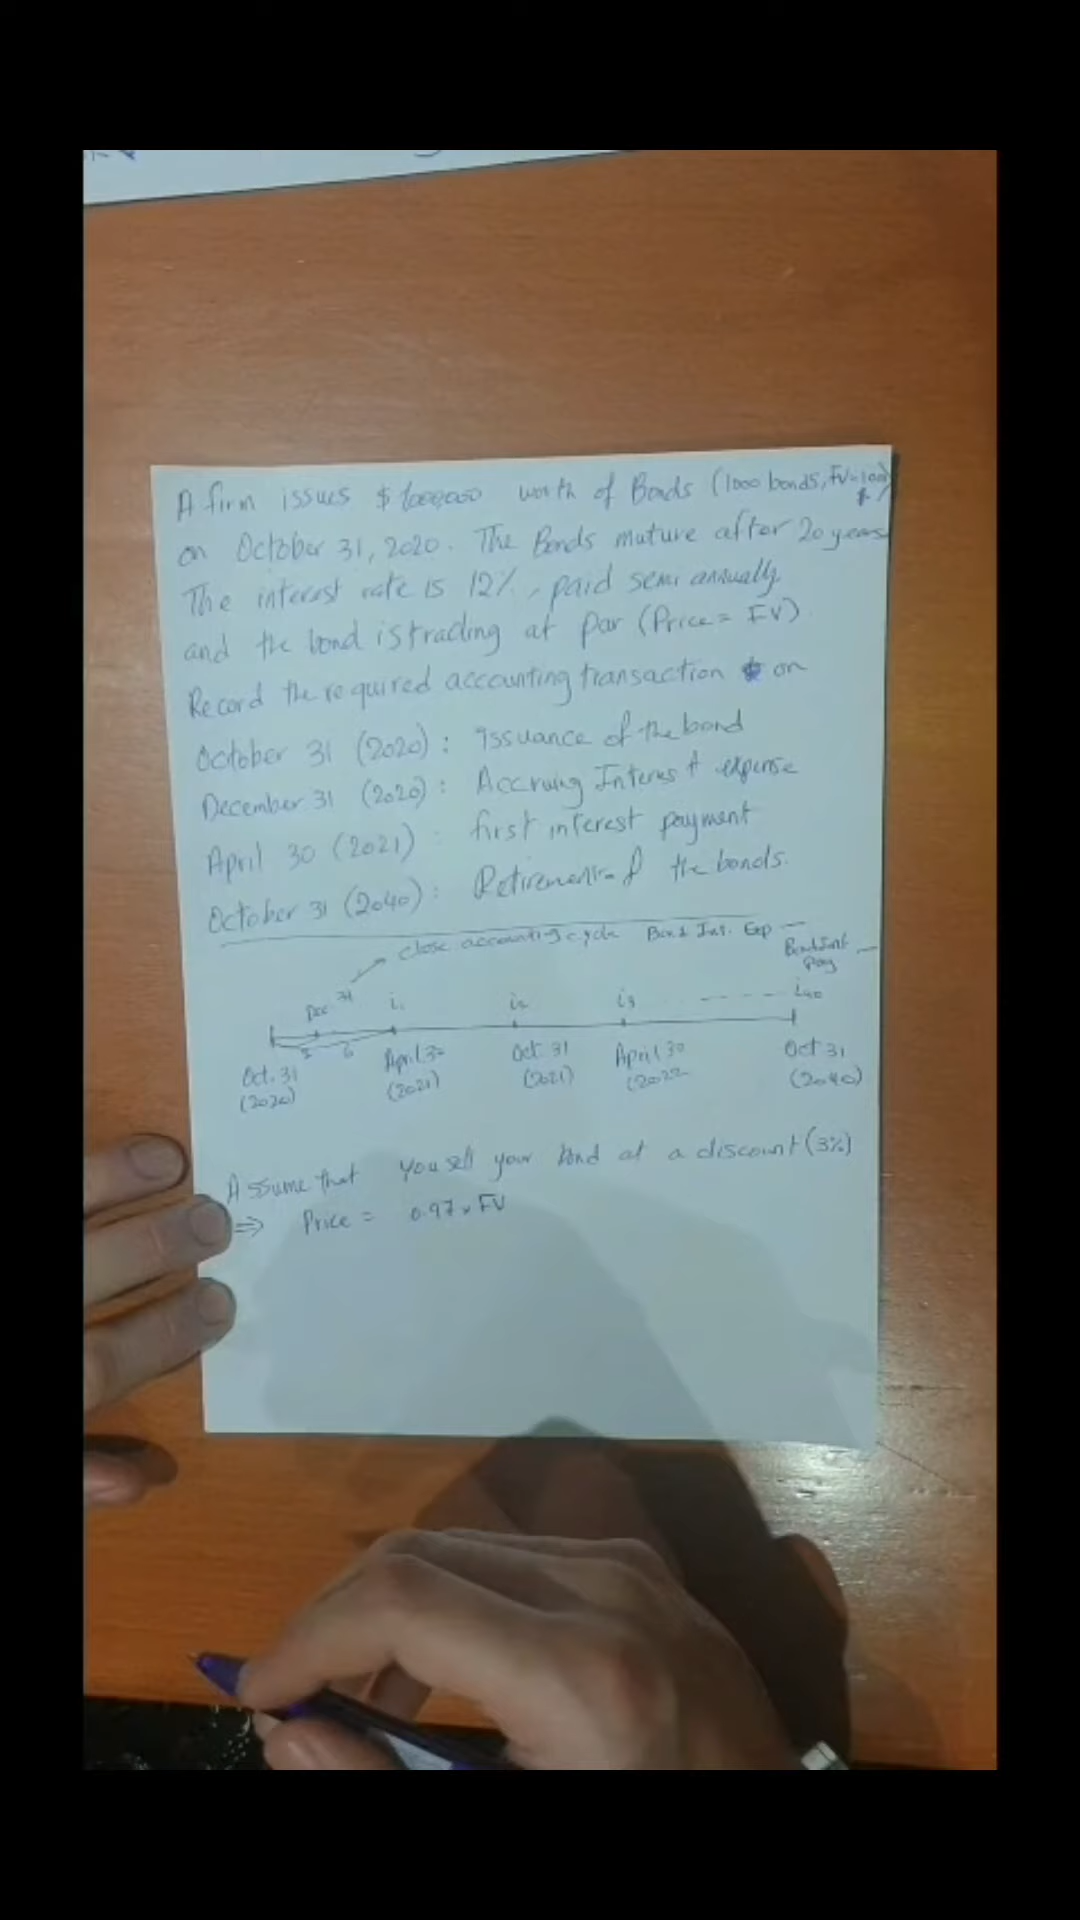 A firm issues $ 1000,000 worth of Bonds (1000 bonds, FV=1000
on October 31, 2020. The Bonds mature after 20 years
The interest rate is 12%, paid semi annually
and the bond is trading at par (Price = FV)
Record the required accounting transaction on
October 31 (2020): Issuance of the bond
December 31 (2020): Accruing Interest expense
April 30 (2021): first interest payment
October 31 (2040): Retirement of the bonds.
close accounting cycle Bond Int. Exp
Bond Int
Pay
Dec 31 i1 i2 i3 i40
2 6
Oct. 31 April 30 Oct 31 April 30 Oct 31
(2020) (2021) (2021) (2022 (2040)
Assume that you sell your bond at a discount (3%)
⇒ Price = 0.97 x FV